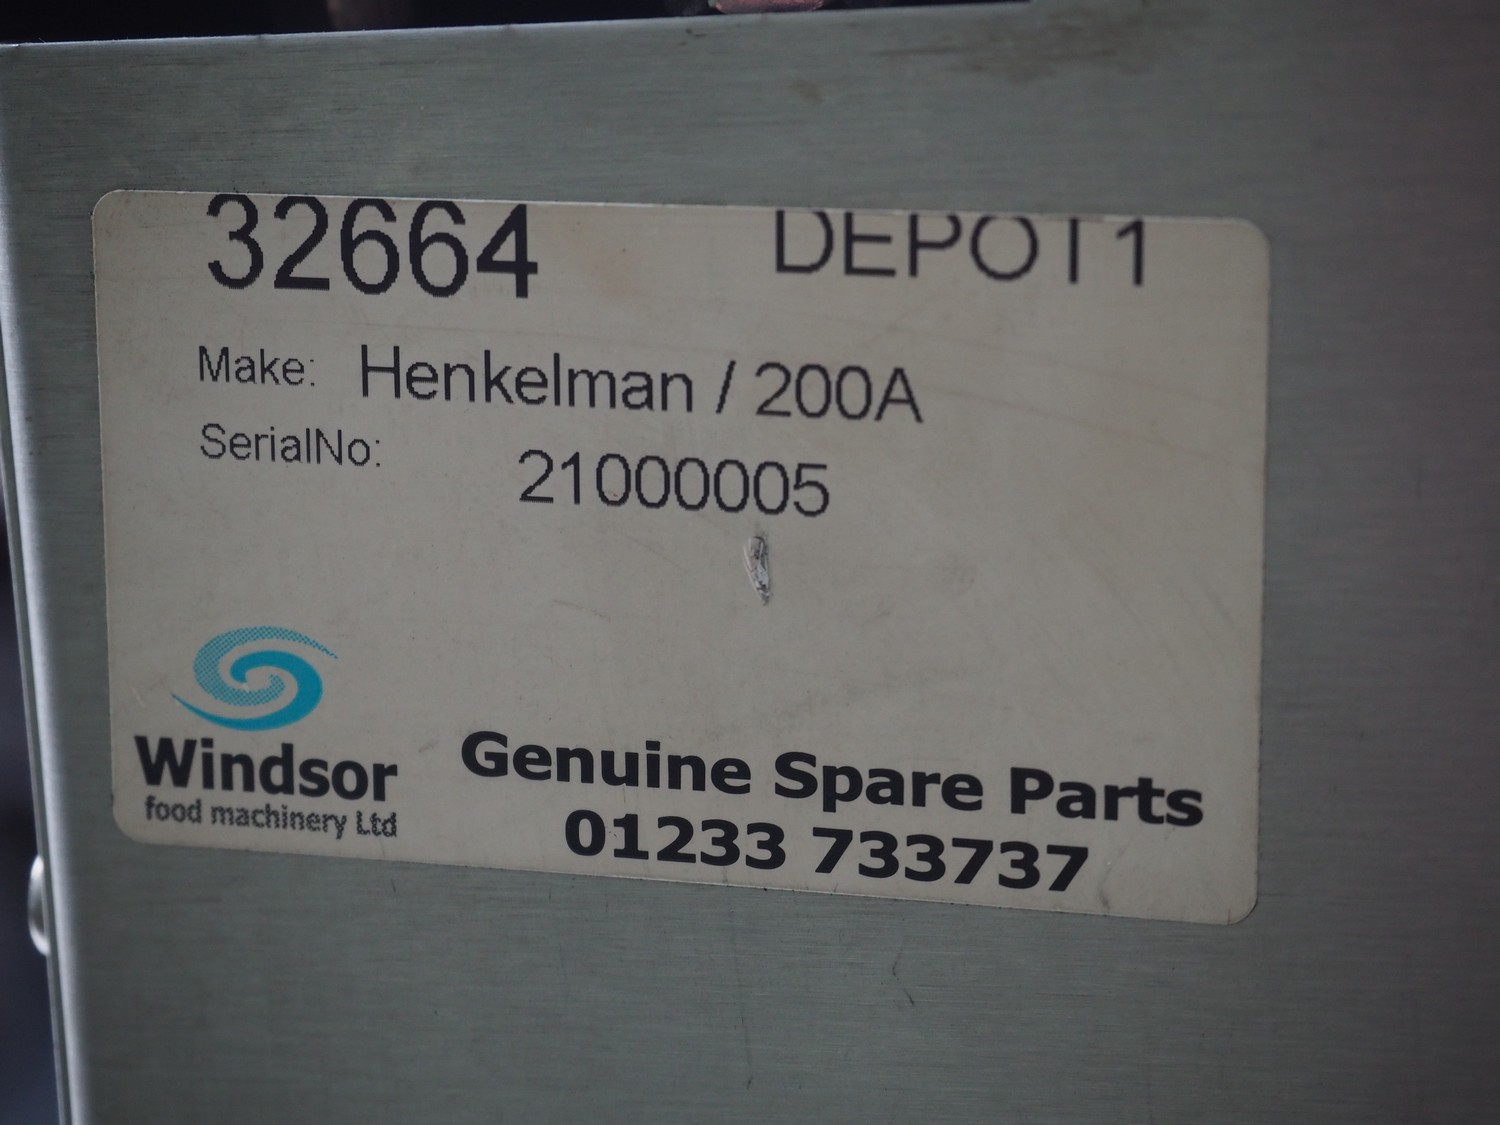 32664 DEPOT1
Make: Henkelman / 200A
SerialNo: 21000005
Windsor
food machinery Ltd
Genuine Spare Parts
01233 733737